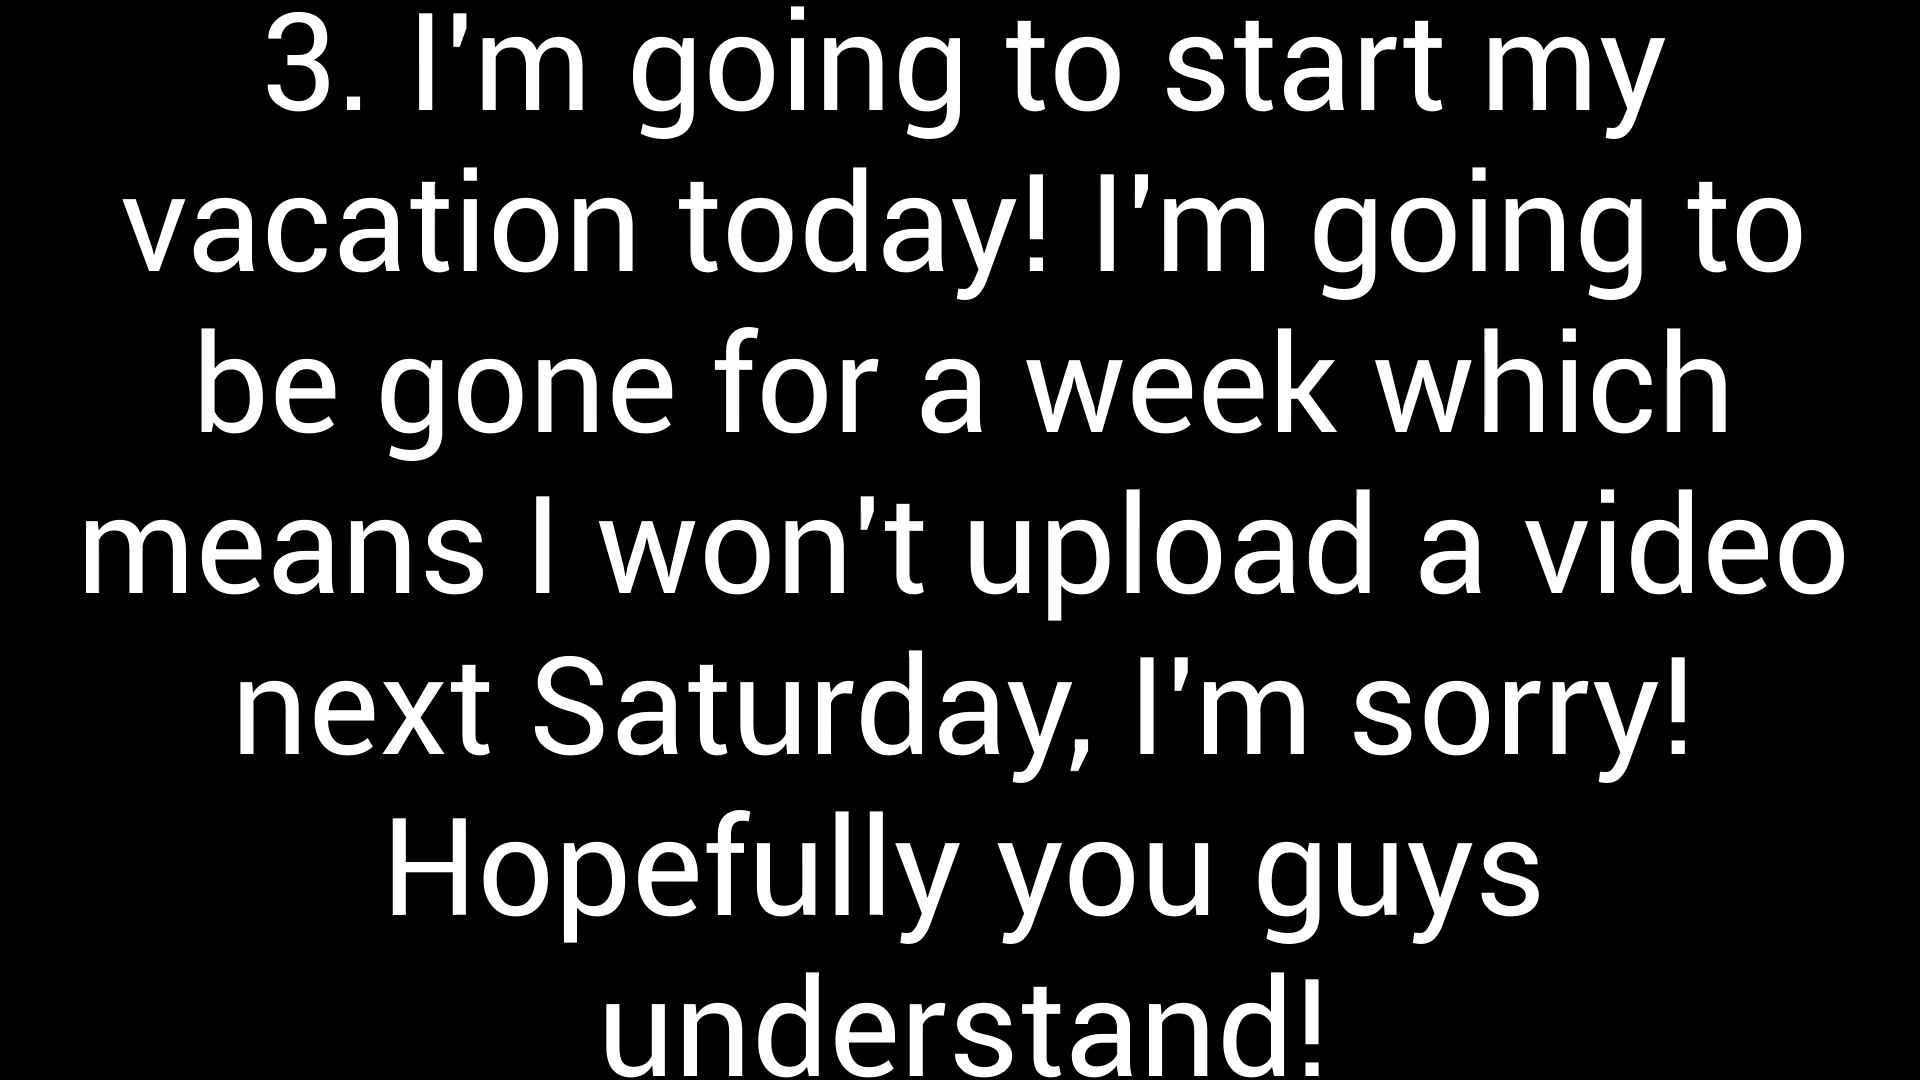 3. I'm going to start my
vacation today! I'm going to
be gone for a week which
means I won't upload a video
next Saturday, I'm sorry!
Hopefully you guys
understand!